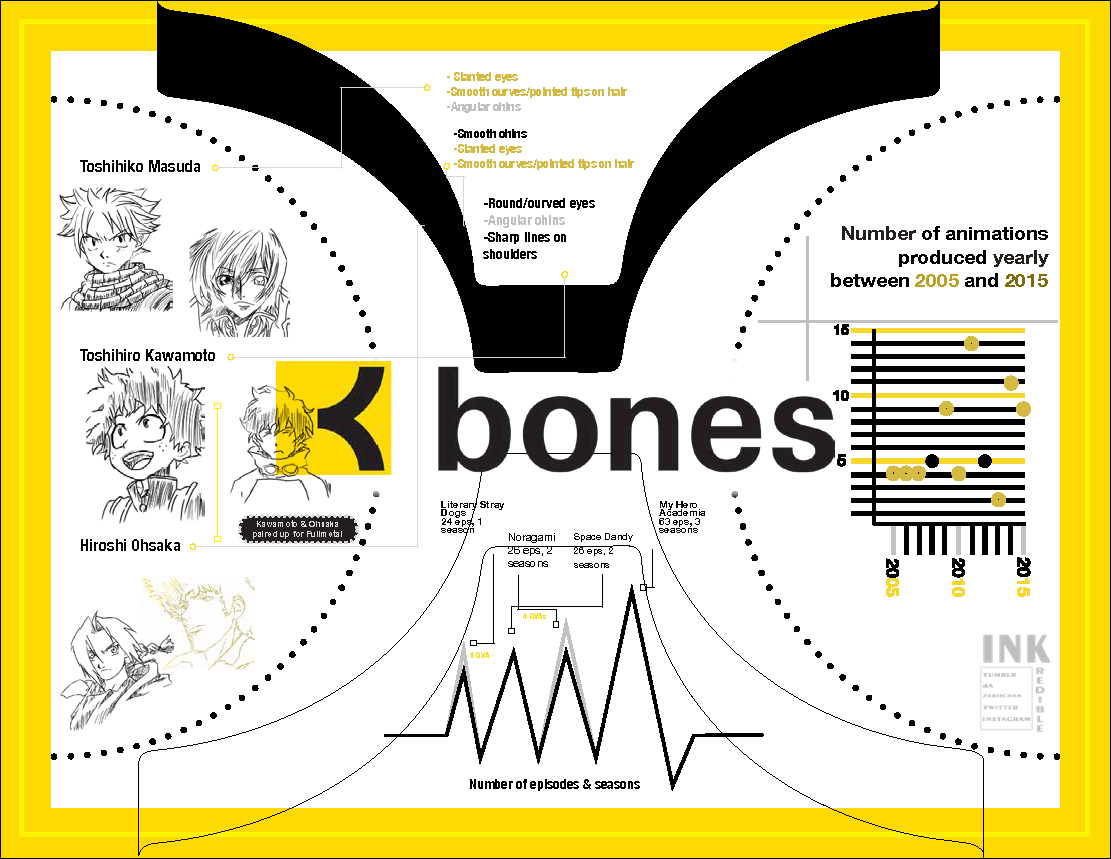 - Slanted eyes
-Smooth curves/pointed tips on hair
-Angular chins
-Smooth chins
-Slanted eyes
-Smooth curves/pointed tips on hair
-Round/curved eyes
-Angular chins
-Sharp lines on
shoulders
Toshihiko Masuda
Toshihiro Kawamoto
Kawamoto & Ohsaka
paired up for Fullmetal
Hiroshi Ohsaka
bones
Number of animations
produced yearly
between 2005 and 2015
15
10
5
2005
2010
2015
Literary Stray
Dogs
24 eps, 1
season
Noragami
25 eps, 2
seasons
Space Dandy
26 eps, 2
seasons
My Hero
Academia
63 eps, 3
seasons
1 OVA
4 OVAs
Number of episodes & seasons
INK
REDIBLE
TUMBLR
dA
ZEROCHAN
TWITTER
INSTAGRAM